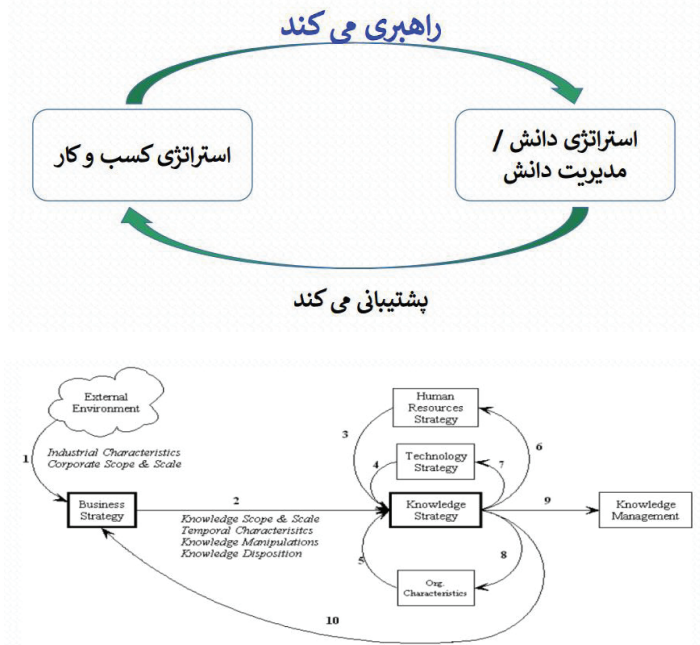 راهبری می کند
استراتژی کسب و کار
استراتژی دانش /
مدیریت دانش
پشتیبانی می کند
External
Environment
1
Industrial Characteristics
Corporate Scope & Scale
Business
Strategy
2
Knowledge Scope & Scale
Temporal Characterisitcs
Knowledge Manipulations
Knowledge Disposition
Human
Resources
Strategy
3
6
Technology
Strategy
4
7
Knowledge
Strategy
9
Knowledge
Management
5
8
Org.
Characteristics
10